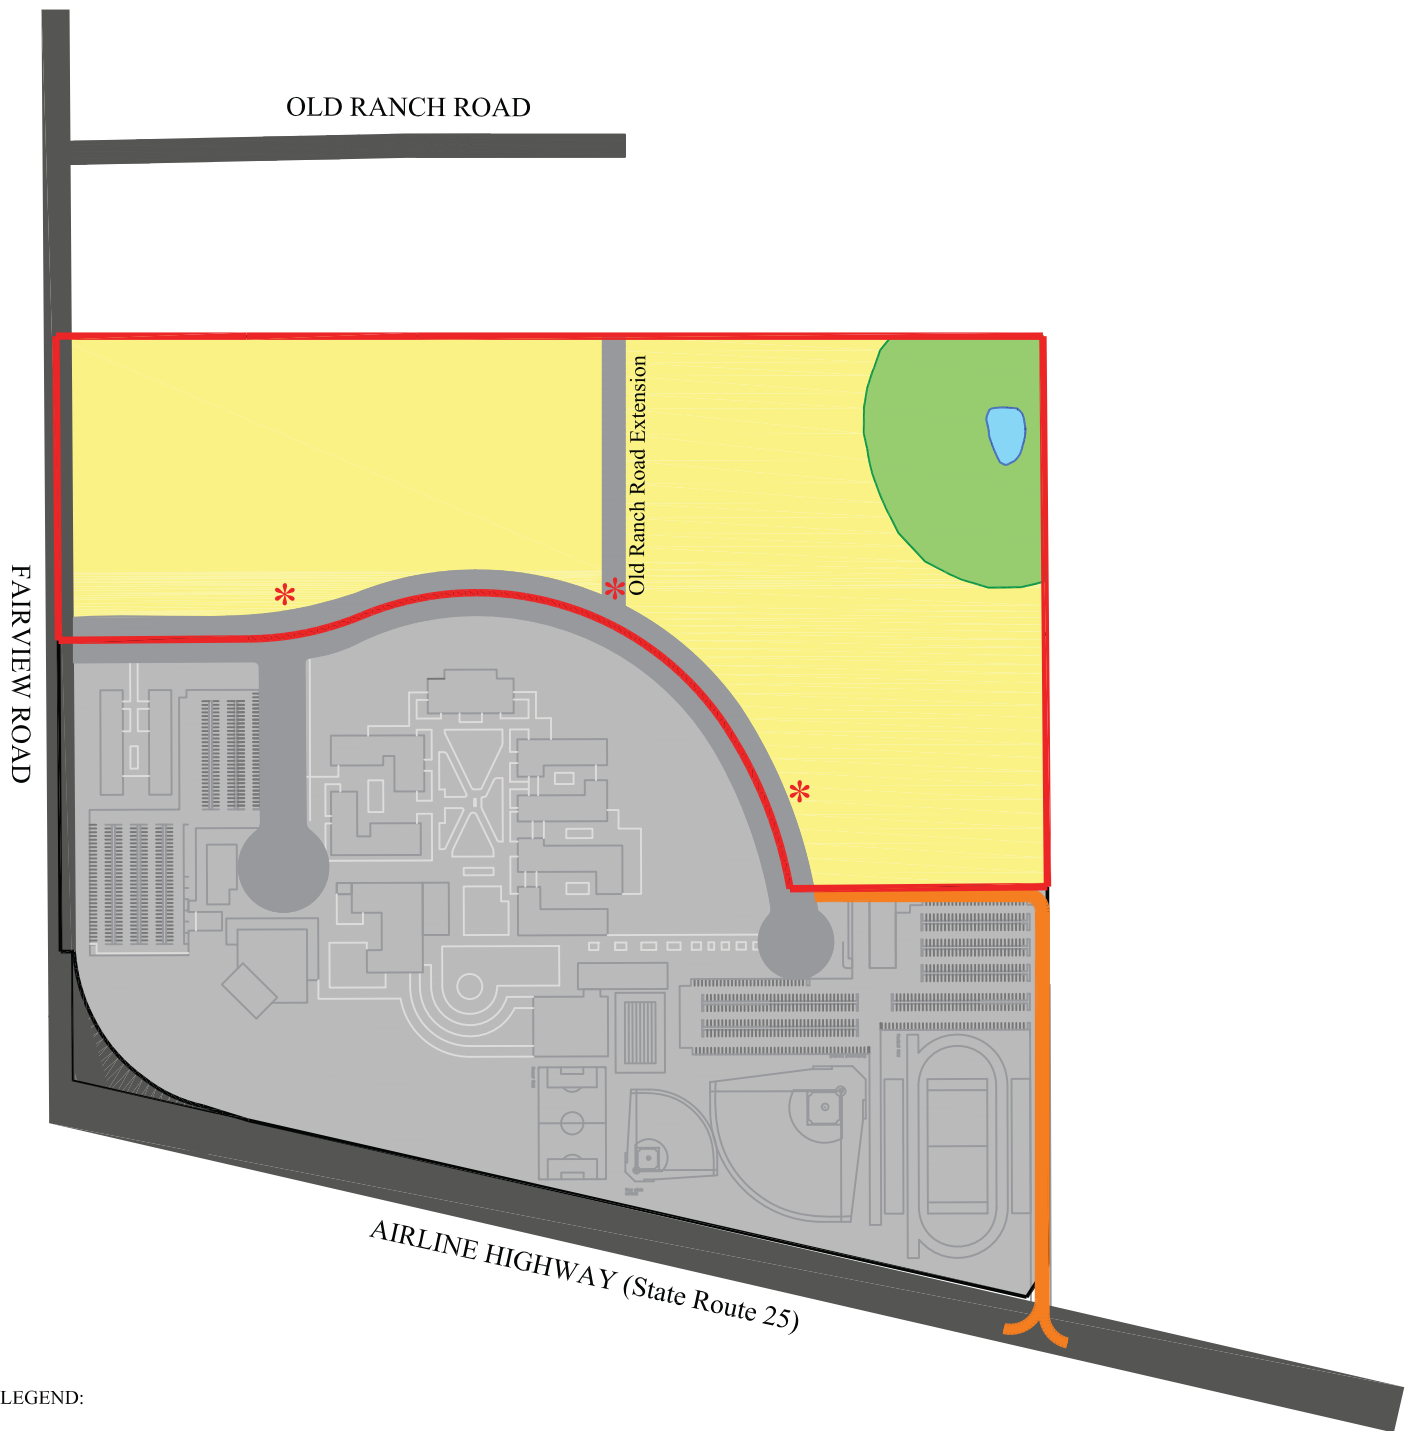 OLD RANCH ROAD
Old Ranch Road Extension
FAIRVIEW ROAD
AIRLINE HIGHWAY (State Route 25)
LEGEND: